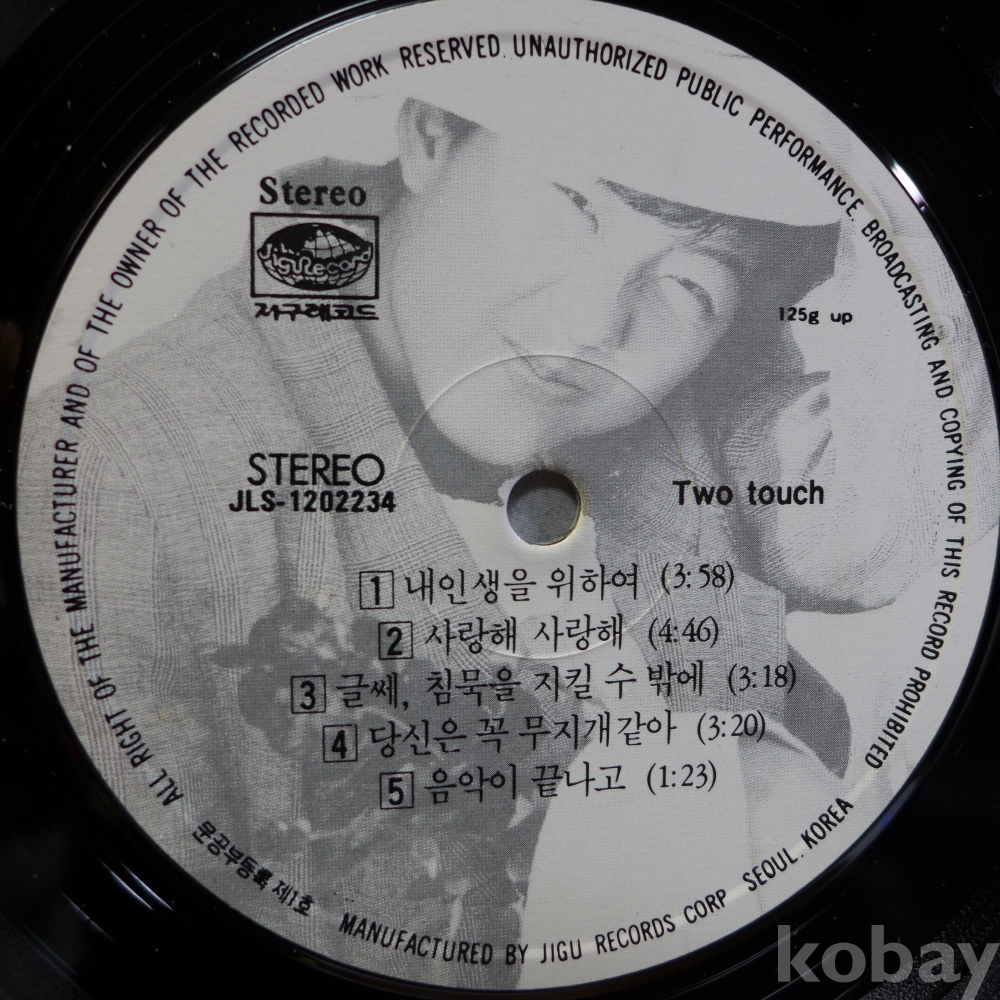 ALL RIGHT OF THE MANUFACTURER AND OF THE OWNER OF THE RECORDED WORK RESERVED. UNAUTHORIZED PUBLIC PERFORMANCE. BROADCASTING AND COPYING OF THIS RECORD PROHIBITED
Stereo
JiguRecord
지구레코드
125g up
STEREO
JLS-1202234
Two touch
1 내인생을 위하여 (3:58)
2 사랑해 사랑해 (4:46)
3 글쎄, 침묵을 지킬 수 밖에 (3:18)
4 당신은 꼭 무지개같아 (3:20)
5 음악이 끝나고 (1:23)
문공부등록 제1호
MANUFACTURED BY JIGU RECORDS CORP SEOUL. KOREA
kobay